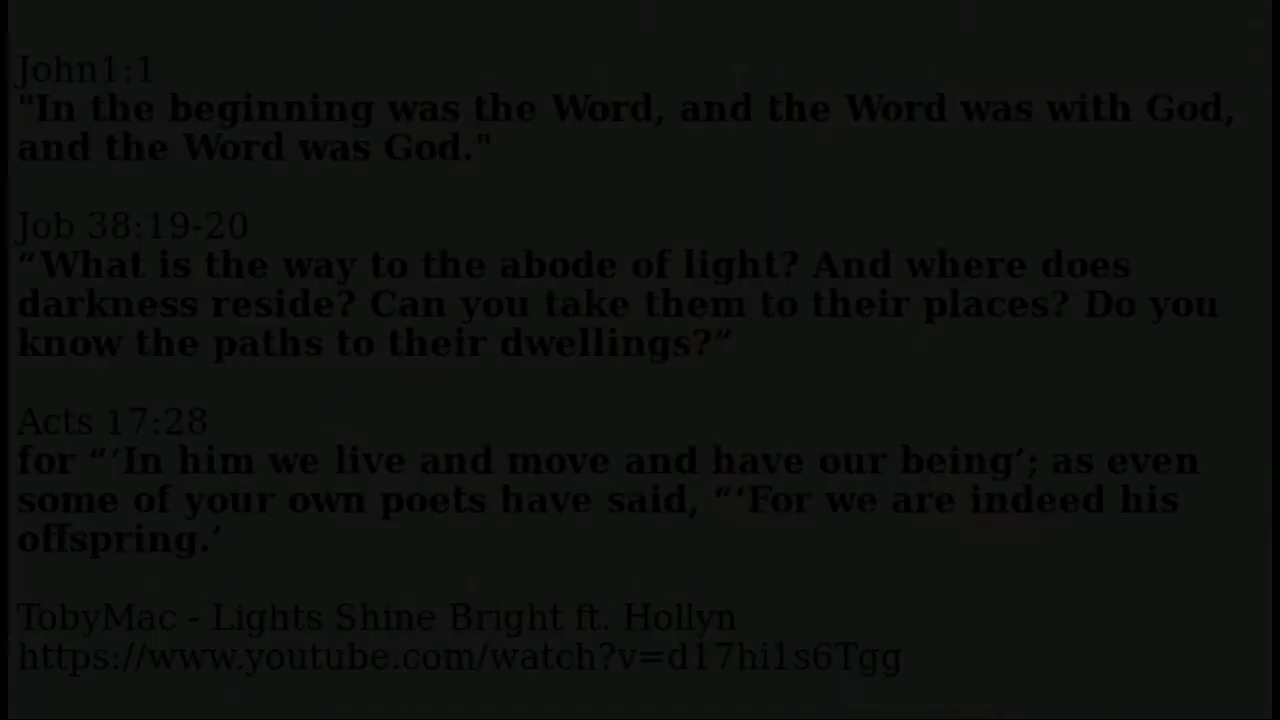 John1:1
"In the beginning was the Word, and the Word was with God,
and the Word was God."
Job 38:19-20
“What is the way to the abode of light? And where does
darkness reside? Can you take them to their places? Do you
know the paths to their dwellings?”
Acts 17:28
for “‘In him we live and move and have our being’; as even
some of your own poets have said, “‘For we are indeed his
offspring.’
TobyMac - Lights Shine Bright ft. Hollyn
https://www.youtube.com/watch?v=d17hi1s6Tgg